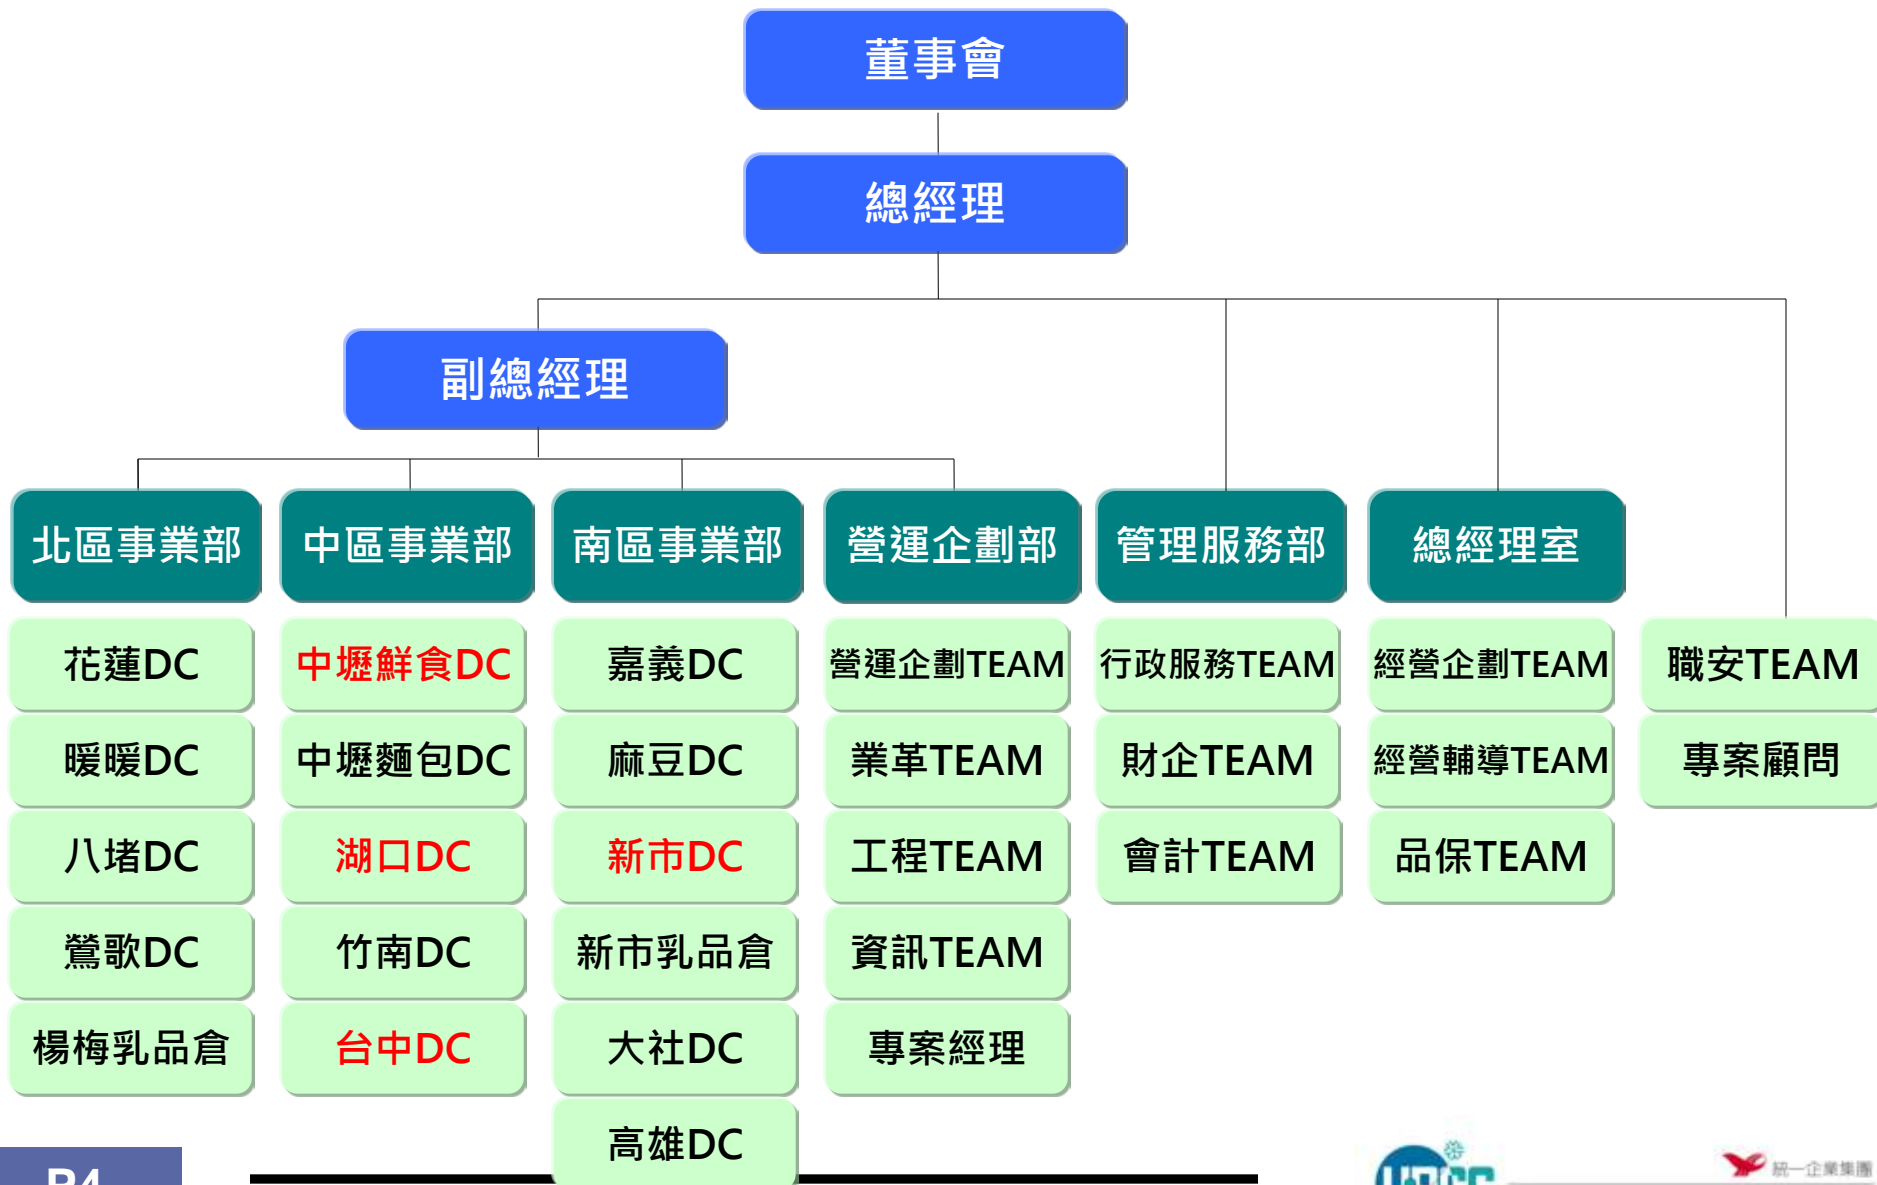 董事會
總經理
副總經理
北區事業部 中區事業部 南區事業部 營運企劃部 管理服務部 總經理室
花蓮DC 中壢鮮食DC 嘉義DC 營運企劃TEAM 行政服務TEAM 經營企劃TEAM 職安TEAM
暖暖DC 中壢麵包DC 麻豆DC 業革TEAM 財企TEAM 經營輔導TEAM 專案顧問
八堵DC 湖口DC 新市DC 工程TEAM 會計TEAM 品保TEAM
鶯歌DC 竹南DC 新市乳品倉 資訊TEAM
楊梅乳品倉 台中DC 大社DC 專案經理
高雄DC
P4
統一企業集團